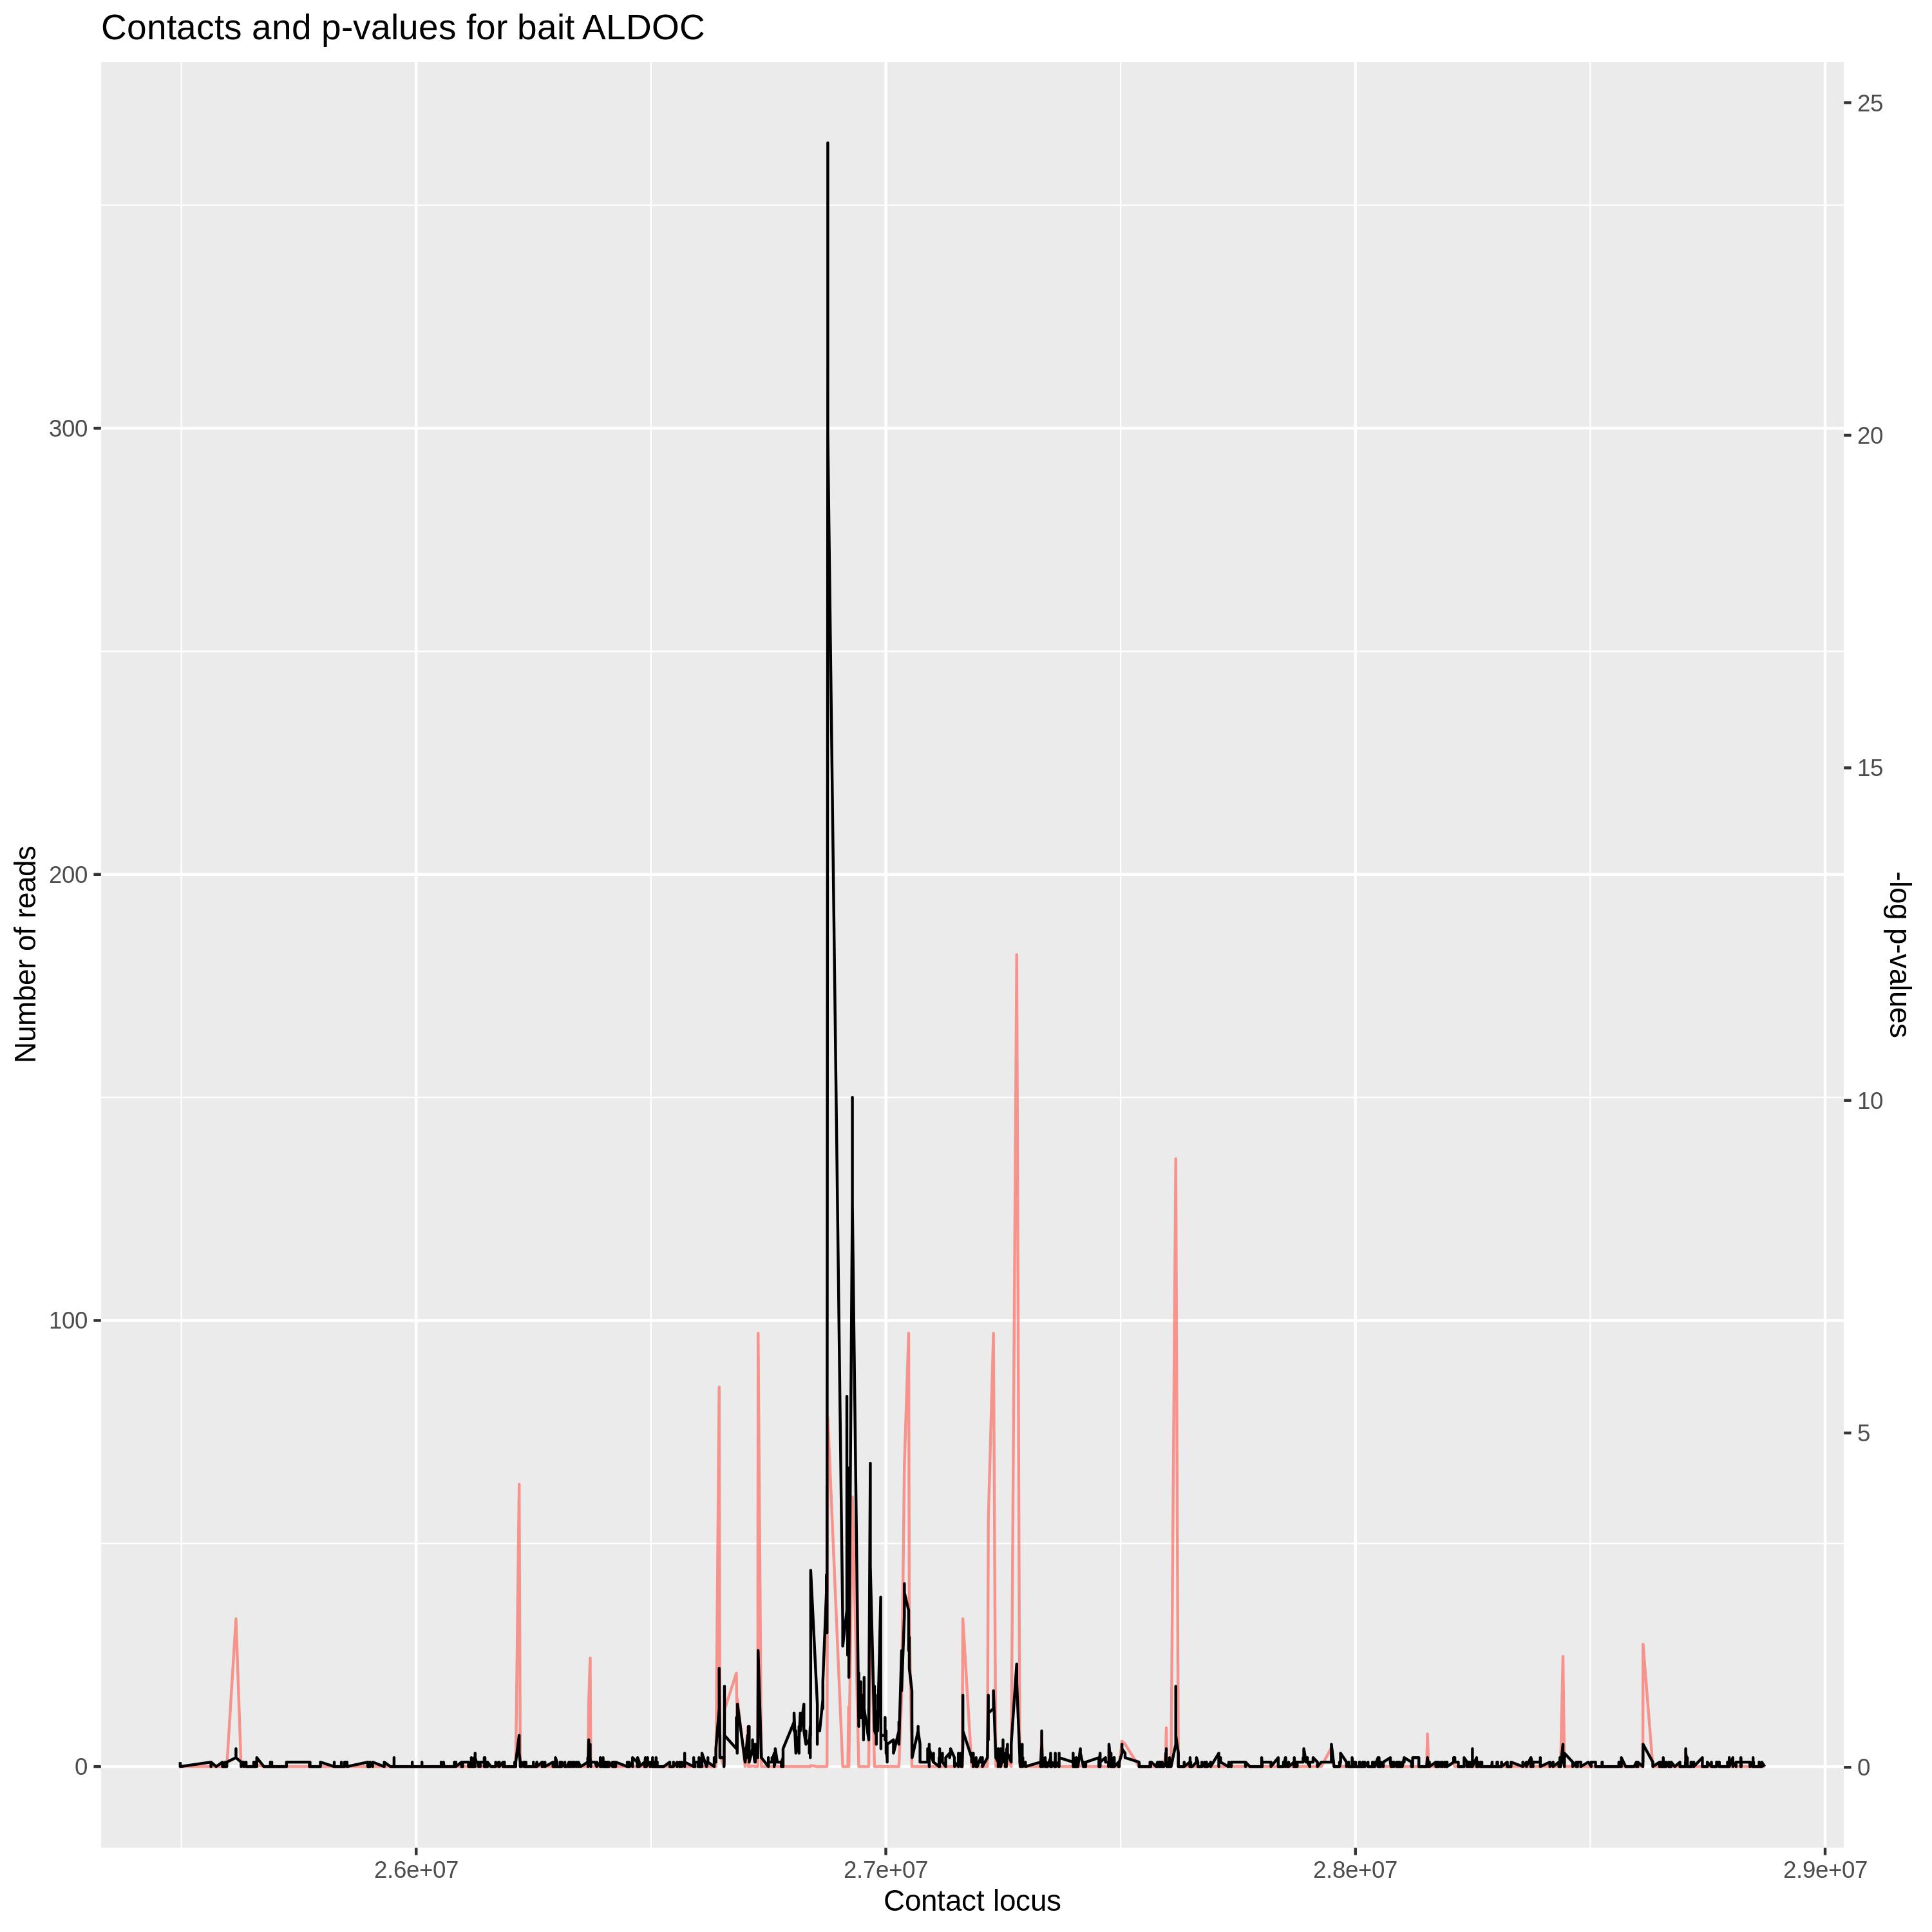 Contacts and p-values for bait ALDOC
25
300
20
200
15
Number of reads
-log p-values
10
100
5
0
0
2.6e+07
2.7e+07
2.8e+07
2.9e+07
Contact locus